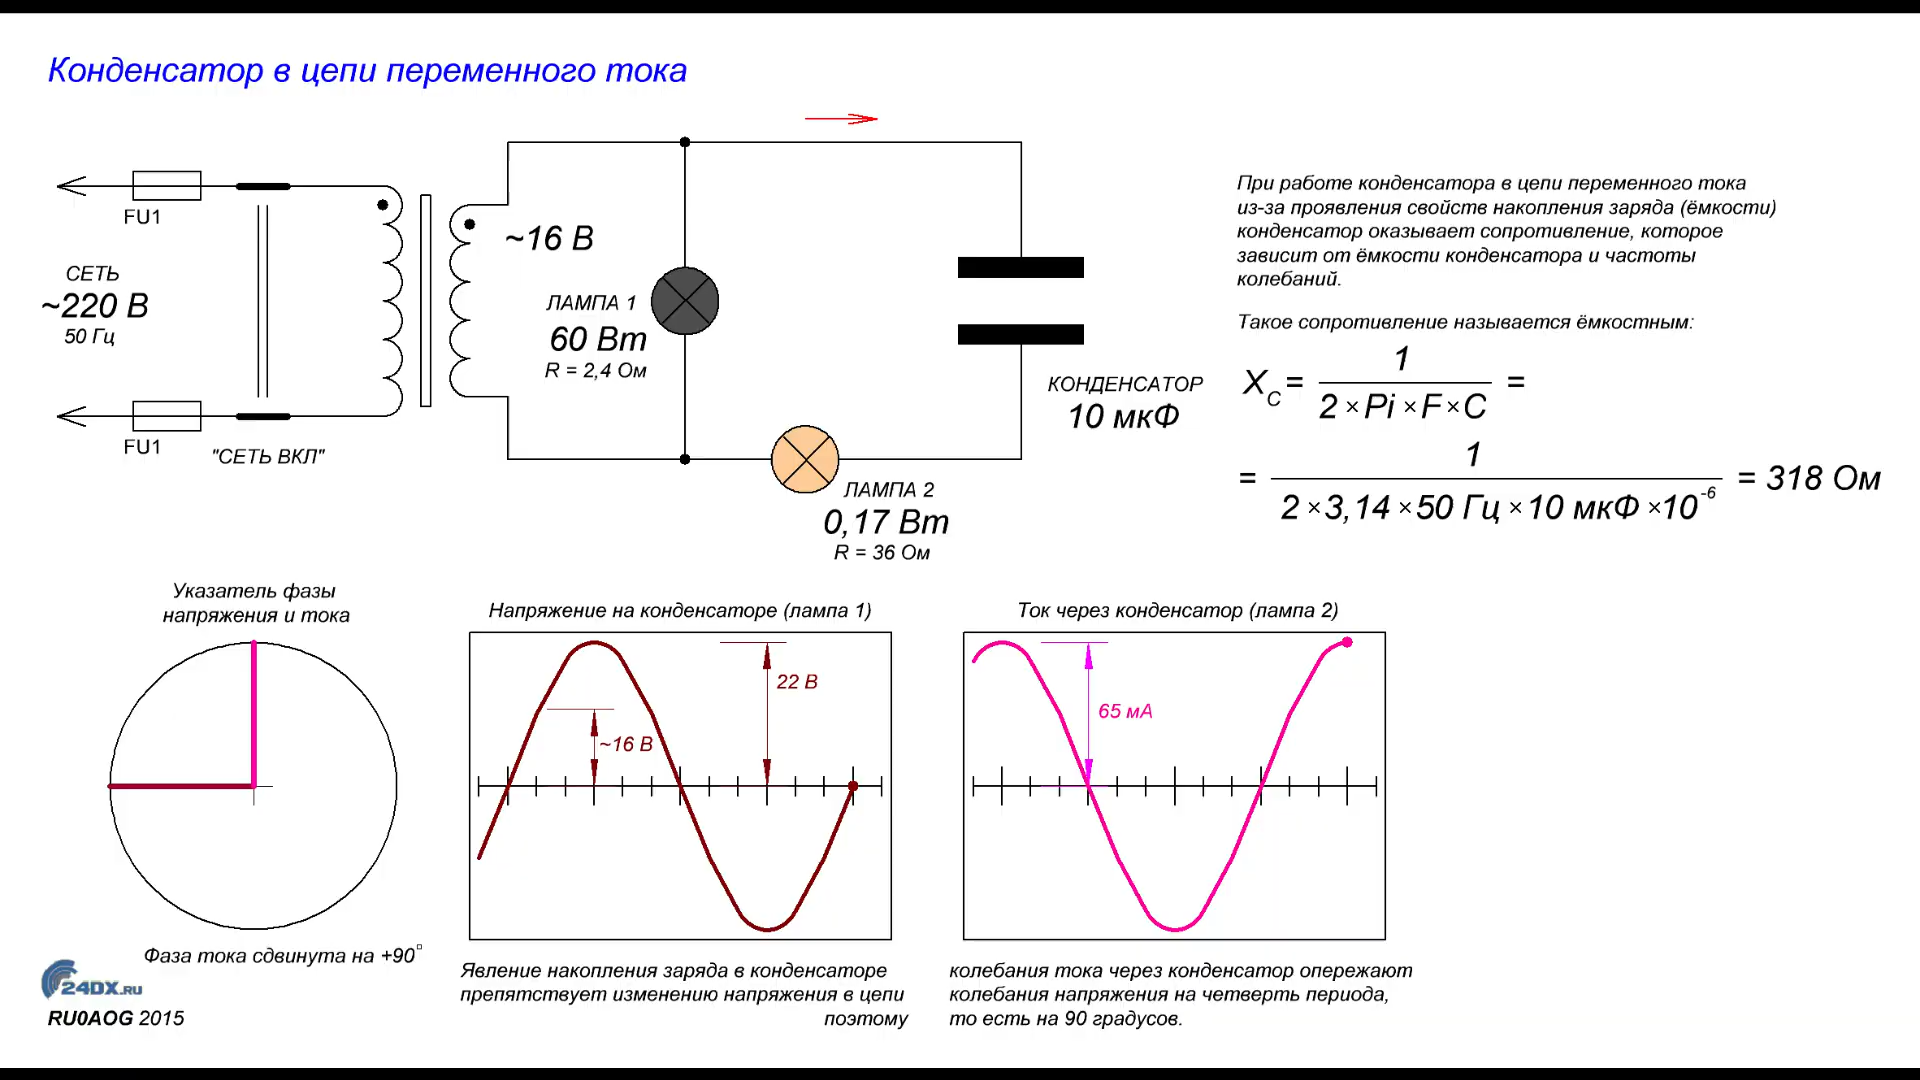 Конденсатор в цепи переменного тока
FU1
СЕТЬ
~220 В
50 Гц
FU1
"СЕТЬ ВКЛ"
~16 В
ЛАМПА 1
60 Вт
R = 2,4 Ом
КОНДЕНСАТОР
10 мкФ
ЛАМПА 2
0,17 Вт
R = 36 Ом
При работе конденсатора в цепи переменного тока
из-за проявления свойств накопления заряда (ёмкости)
конденсатор оказывает сопротивление, которое
зависит от ёмкости конденсатора и частоты
колебаний.
Такое сопротивление называется ёмкостным:
1
XC = =
2 × Pi × F × C
1
= = 318 Ом
2 × 3,14 × 50 Гц × 10 мкФ × 10-6
Указатель фазы
напряжения и тока
Фаза тока сдвинута на +90°
Напряжение на конденсаторе (лампа 1)
22 В
~16 В
Явление накопления заряда в конденсаторе
препятствует изменению напряжения в цепи
поэтому
Ток через конденсатор (лампа 2)
65 мА
колебания тока через конденсатор опережают
колебания напряжения на четверть периода,
то есть на 90 градусов.
24DX.RU
RU0AOG 2015